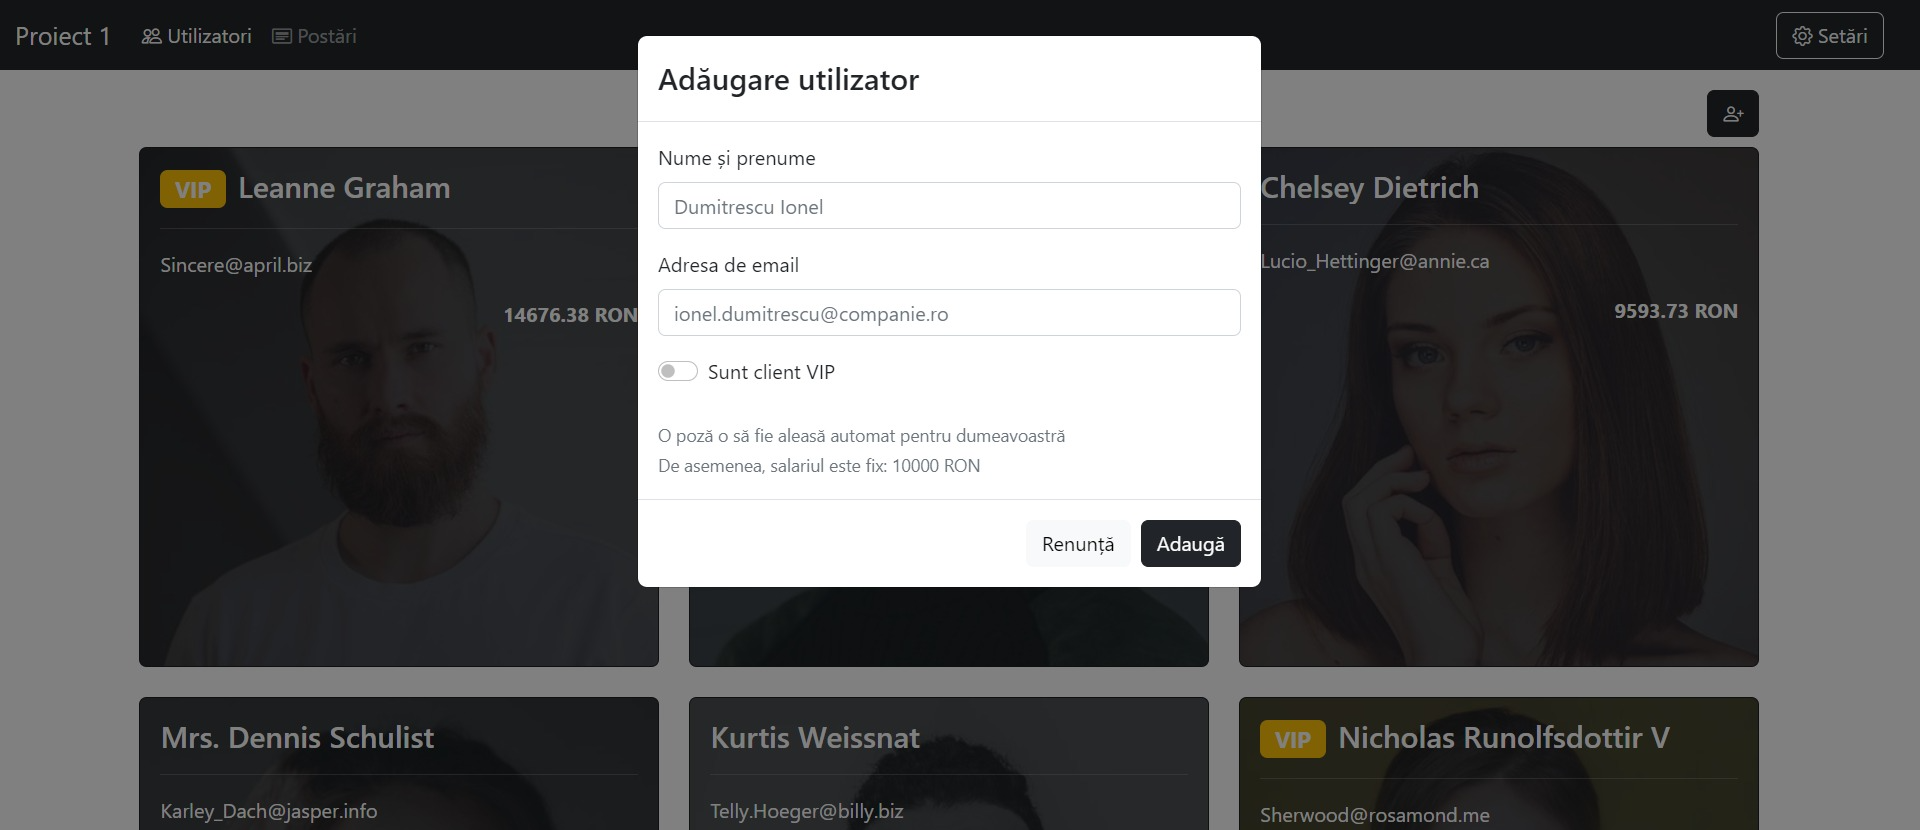 Proiect 1
Utilizatori
Postări
Setări
Adăugare utilizator
Nume și prenume
Dumitrescu Ionel
Adresa de email
ionel.dumitrescu@companie.ro
Sunt client VIP
O poză o să fie aleasă automat pentru dumeavoastră
De asemenea, salariul este fix: 10000 RON
Renunță
Adaugă
VIP Leanne Graham
Sincere@april.biz
14676.38 RON
Chelsey Dietrich
Lucio_Hettinger@annie.ca
9593.73 RON
Mrs. Dennis Schulist
Karley_Dach@jasper.info
Kurtis Weissnat
Telly.Hoeger@billy.biz
VIP Nicholas Runolfsdottir V
Sherwood@rosamond.me